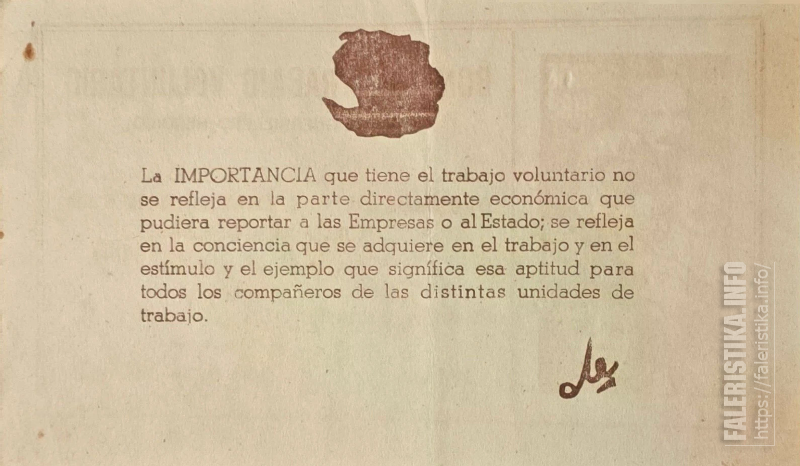 La IMPORTANCIA que tiene el trabajo voluntario no
se refleja en la parte directamente económica que
pudiera reportar a las Empresas o al Estado; se refleja
en la conciencia que se adquiere en el trabajo y en el
estímulo y el ejemplo que significa esa aptitud para
todos los compañeros de las distintas unidades de
trabajo.
FALERISTIKA.INFO
https://faleristika.info/